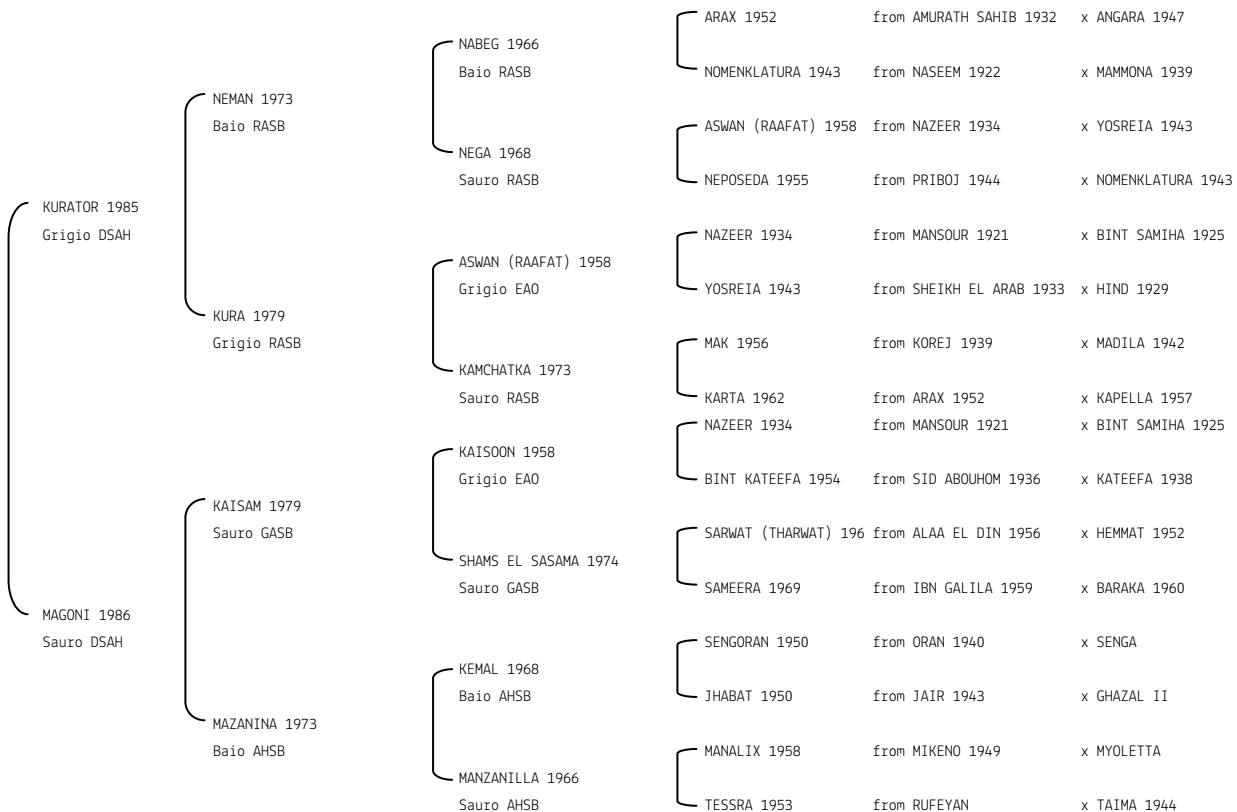 ARAX 1952 from AMURATH SAHIB 1932 x ANGARA 1947
NABEG 1966
Baio RASB NOMENKLATURA 1943 from NASEEM 1922 x MAMMONA 1939
NEMAN 1973
Baio RASB ASWAN (RAAFAT) 1958 from NAZEER 1934 x YOSREIA 1943
NEGA 1968
Sauro RASB NEPOSEDA 1955 from PRIBOJ 1944 x NOMENKLATURA 1943
KURATOR 1985
Grigio DSAH NAZEER 1934 from MANSOUR 1921 x BINT SAMIHA 1925
ASWAN (RAAFAT) 1958
Grigio EAO YOSREIA 1943 from SHEIKH EL ARAB 1933 x HIND 1929
KURA 1979
Grigio RASB MAK 1956 from KOREJ 1939 x MADILA 1942
KAMCHATKA 1973
Sauro RASB KARTA 1962 from ARAX 1952 x KAPELLA 1957
NAZEER 1934 from MANSOUR 1921 x BINT SAMIHA 1925
KAISOON 1958
Grigio EAO BINT KATEEFA 1954 from SID ABOUHOM 1936 x KATEEFA 1938
KAISAM 1979
Sauro GASB SARWAT (THARWAT) 196 from ALAA EL DIN 1956 x HEMMAT 1952
SHAMS EL SASAMA 1974
Sauro GASB SAMEERA 1969 from IBN GALILA 1959 x BARAKA 1960
MAGONI 1986
Sauro DSAH SENGORAN 1950 from ORAN 1940 x SENGA
KEMAL 1968
Baio AHSB JHABAT 1950 from JAIR 1943 x GHAZAL II
MAZANINA 1973
Baio AHSB MANALIX 1958 from MIKENO 1949 x MYOLETTA
MANZANILLA 1966
Sauro AHSB TESSRA 1953 from RUFEYAN x TAIMA 1944